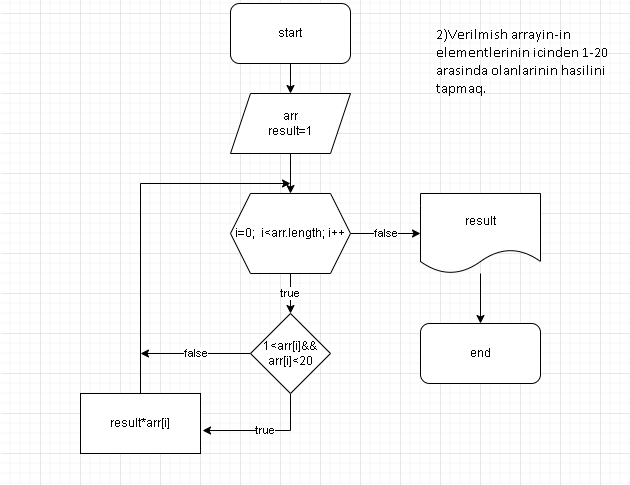 start
2)Verilmish arrayin-in
elementlerinin icinden 1-20
arasinda olanlarinin hasilini
tapmaq.
arr
result=1
i=0; i<arr.length; i++
false
result
true
1<arr[i]&&
arr[i]<20
false
end
result*arr[i]
true